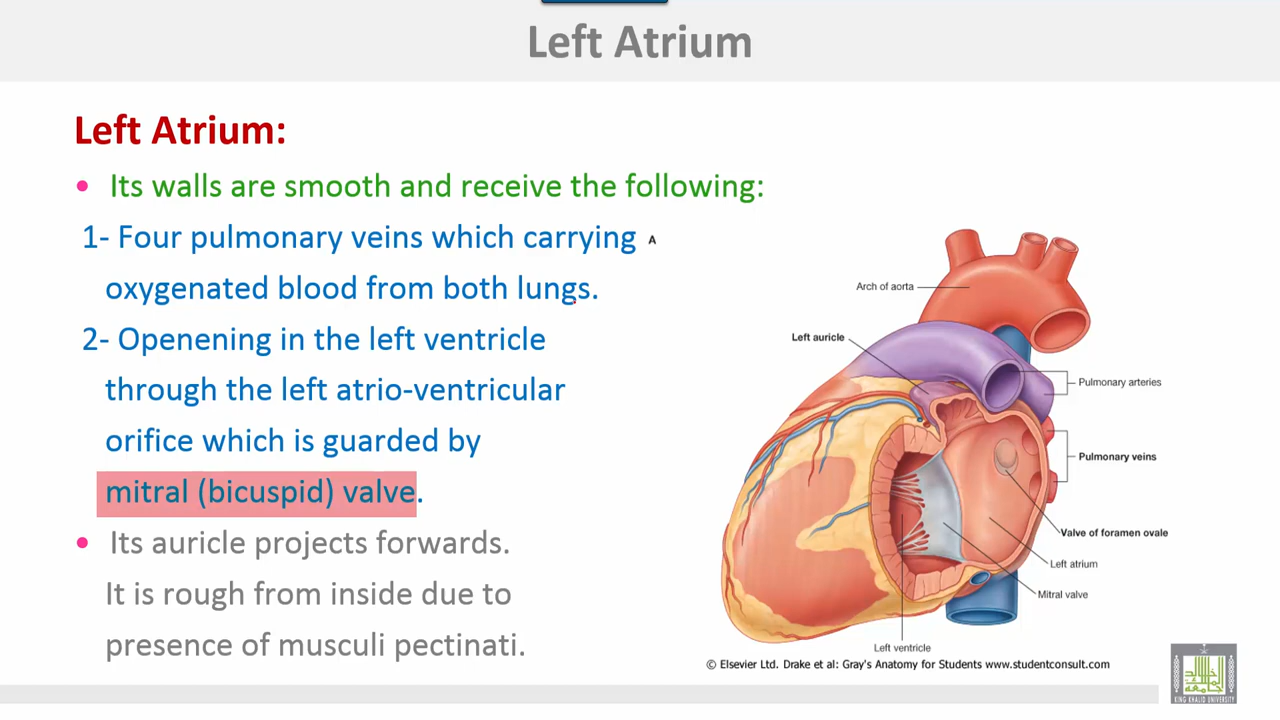 Left Atrium
Left Atrium:
• Its walls are smooth and receive the following:
1- Four pulmonary veins which carrying
oxygenated blood from both lungs.
2- Openening in the left ventricle
through the left atrio-ventricular
orifice which is guarded by
mitral (bicuspid) valve.
• Its auricle projects forwards.
It is rough from inside due to
presence of musculi pectinati.
A
Arch of aorta
Left auricle
Pulmonary arteries
Pulmonary veins
Valve of foramen ovale
Left atrium
Mitral valve
Left ventricle
© Elsevier Ltd. Drake et al: Gray's Anatomy for Students www.studentconsult.com
KING KHALID UNIVERSITY